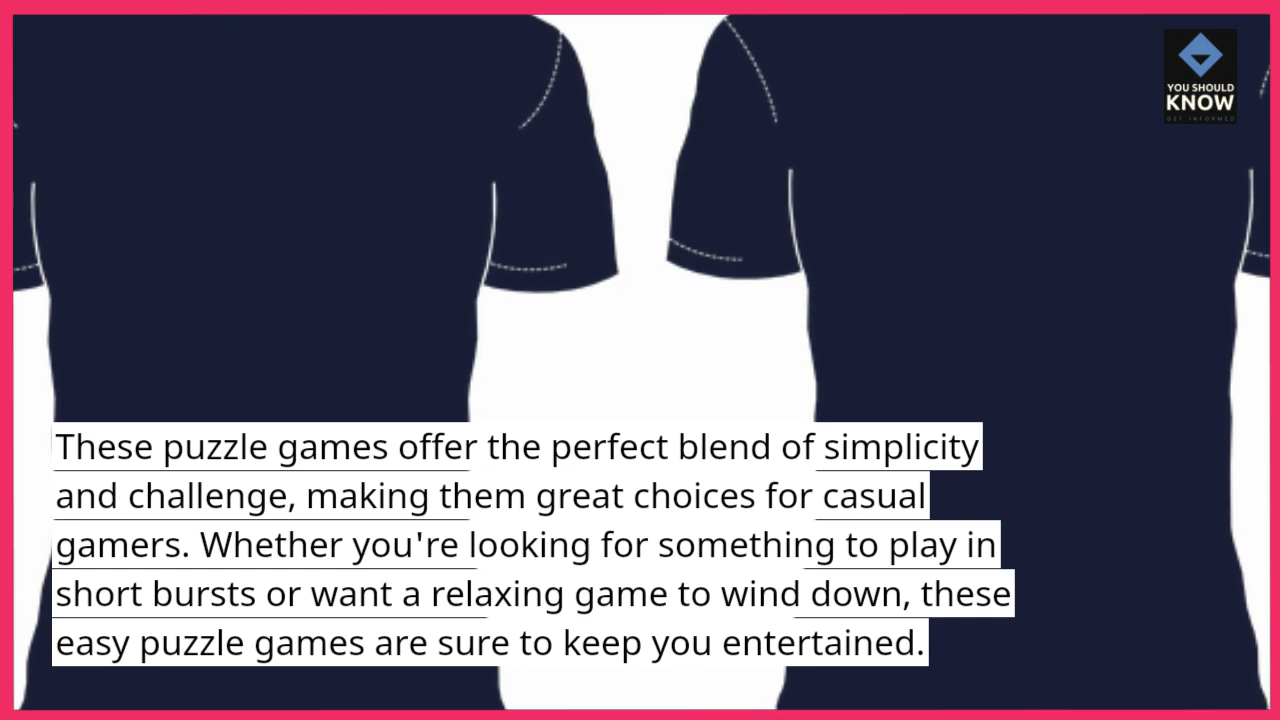 YOU SHOULD
KNOW
GET INFORMED
These puzzle games offer the perfect blend of simplicity
and challenge, making them great choices for casual
gamers. Whether you're looking for something to play in
short bursts or want a relaxing game to wind down, these
easy puzzle games are sure to keep you entertained.